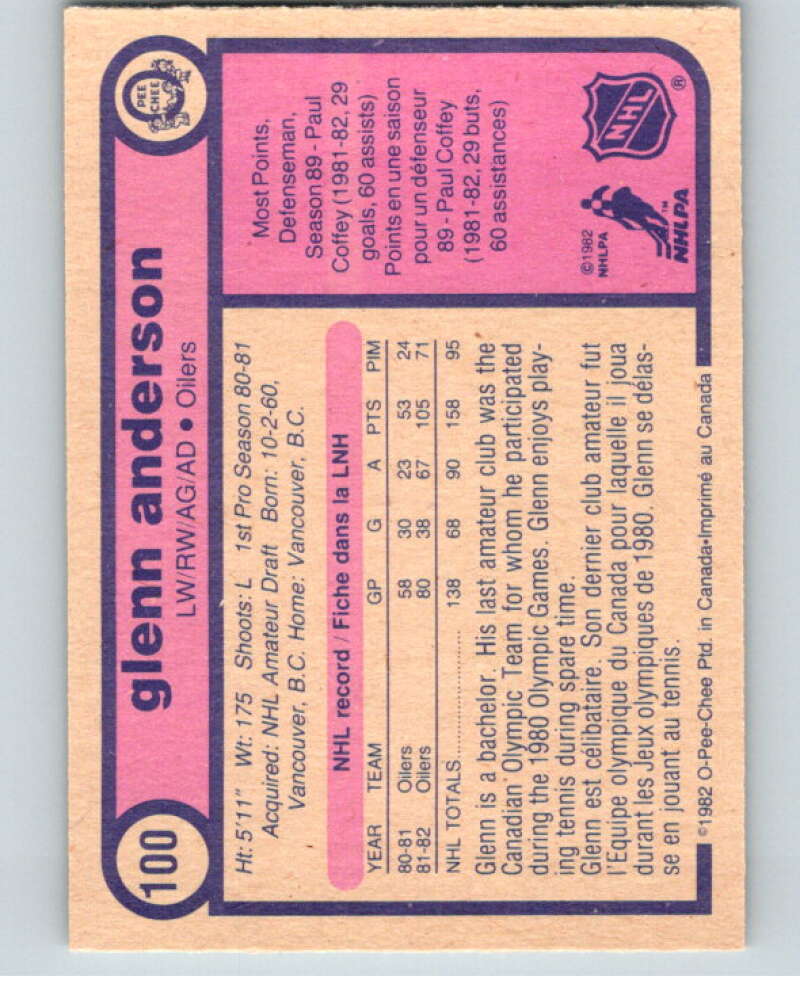 100
glenn anderson
LW/RW/AG/AD • Oilers
PEE
CHEE
Ht: 5'11" Wt: 175 Shoots: L 1st Pro Season 80-81
Acquired: NHL Amateur Draft Born: 10-2-60,
Vancouver, B.C. Home: Vancouver, B.C.
NHL record / Fiche dans la LNH
YEAR TEAM GP G A PTS PIM
80-81 Oilers 58 30 23 53 24
81-82 Oilers 80 38 67 105 71
NHL TOTALS.................... 138 68 90 158 95
Glenn is a bachelor. His last amateur club was the
Canadian Olympic Team for whom he participated
during the 1980 Olympic Games. Glenn enjoys play-
ing tennis during spare time.
Glenn est célibataire. Son dernier club amateur fut
l'Equipe olympique du Canada pour laquelle il joua
durant les Jeux olympiques de 1980. Glenn se délas-
se en jouant au tennis.
©1982 O-Pee-Chee Ptd. in Canada•Imprimé au Canada
Most Points,
Defenseman,
Season 89 - Paul
Coffey (1981-82, 29
goals, 60 assists)
Points en une saison
pour un défenseur
89 - Paul Coffey
(1981-82, 29 buts,
60 assistances)
©1982
NHLPA
NHLPA™
NHL®